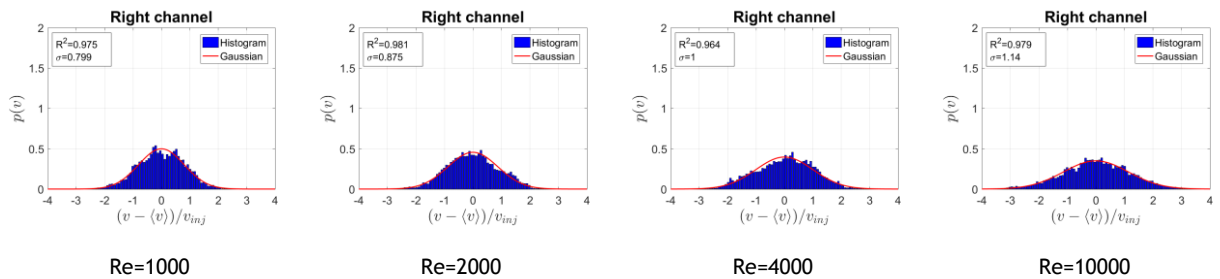 Right channel
R²=0.975
σ=0.799
Histogram
Gaussian
2
1.5
1
0.5
0
p(v)
-4 -3 -2 -1 0 1 2 3 4
(v − ⟨v⟩)/v_inj
Re=1000
Right channel
R²=0.981
σ=0.875
Histogram
Gaussian
2
1.5
1
0.5
0
p(v)
-4 -3 -2 -1 0 1 2 3 4
(v − ⟨v⟩)/v_inj
Re=2000
Right channel
R²=0.964
σ=1
Histogram
Gaussian
2
1.5
1
0.5
0
p(v)
-4 -3 -2 -1 0 1 2 3 4
(v − ⟨v⟩)/v_inj
Re=4000
Right channel
R²=0.979
σ=1.14
Histogram
Gaussian
2
1.5
1
0.5
0
p(v)
-4 -3 -2 -1 0 1 2 3 4
(v − ⟨v⟩)/v_inj
Re=10000